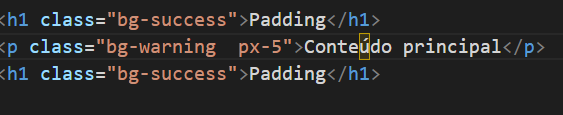 <h1 class="bg-success">Padding</h1>
<p class="bg-warning  px-5">Conteúdo principal</p>
<h1 class="bg-success">Padding</h1>